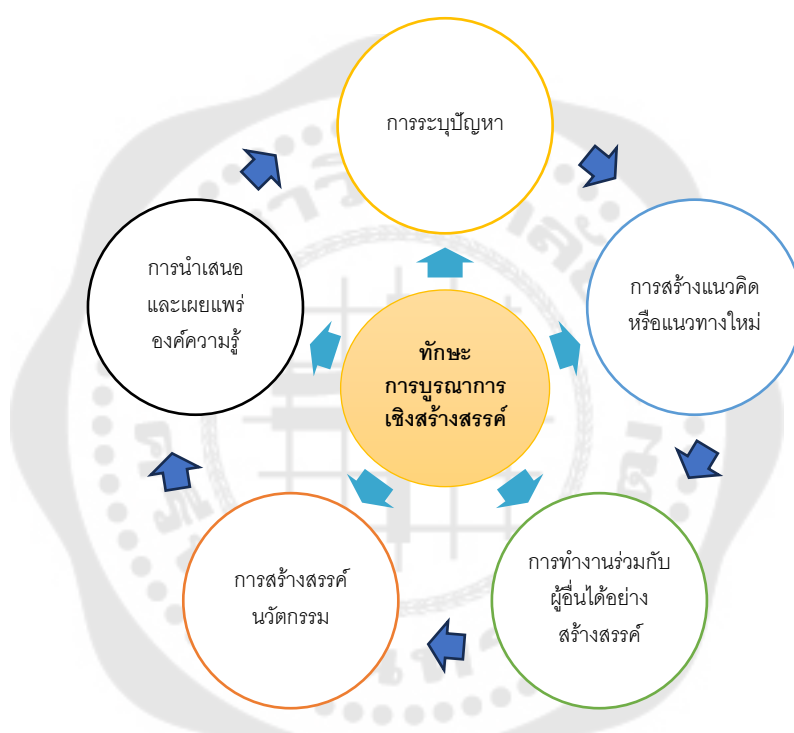 การระบุปัญหา
การนำเสนอ
และเผยแพร่
องค์ความรู้
การสร้างแนวคิด
หรือแนวทางใหม่
ทักษะ
การบูรณาการ
เชิงสร้างสรรค์
การสร้างสรรค์
นวัตกรรม
การทำงานร่วมกับ
ผู้อื่นได้อย่าง
สร้างสรรค์